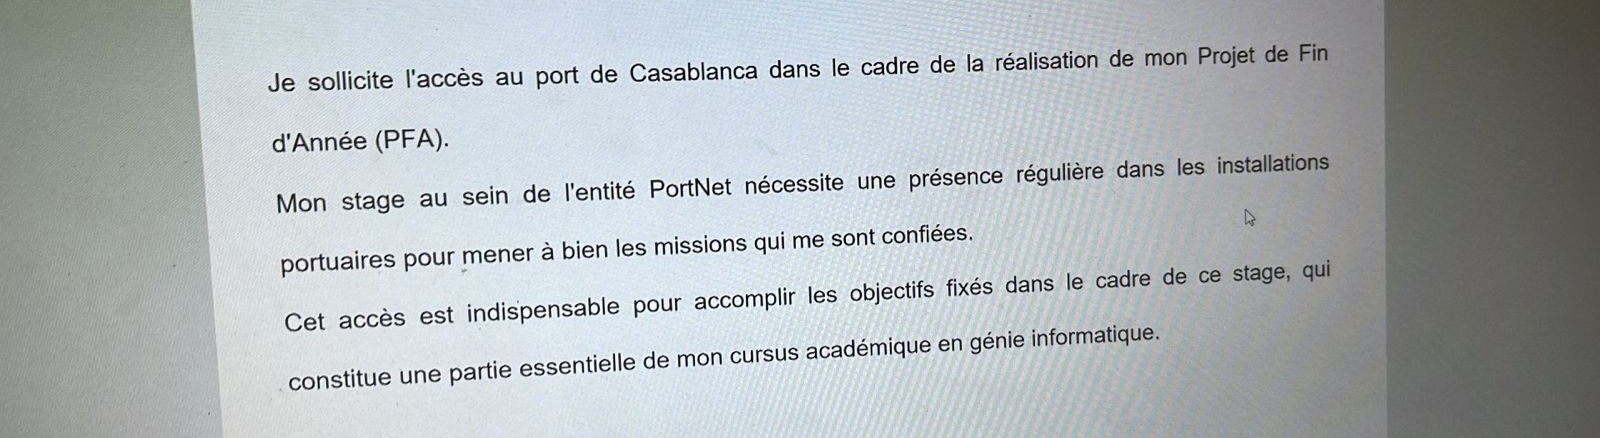 Je sollicite l'accès au port de Casablanca dans le cadre de la réalisation de mon Projet de Fin
d'Année (PFA).
Mon stage au sein de l'entité PortNet nécessite une présence régulière dans les installations
portuaires pour mener à bien les missions qui me sont confiées.
Cet accès est indispensable pour accomplir les objectifs fixés dans le cadre de ce stage, qui
constitue une partie essentielle de mon cursus académique en génie informatique.